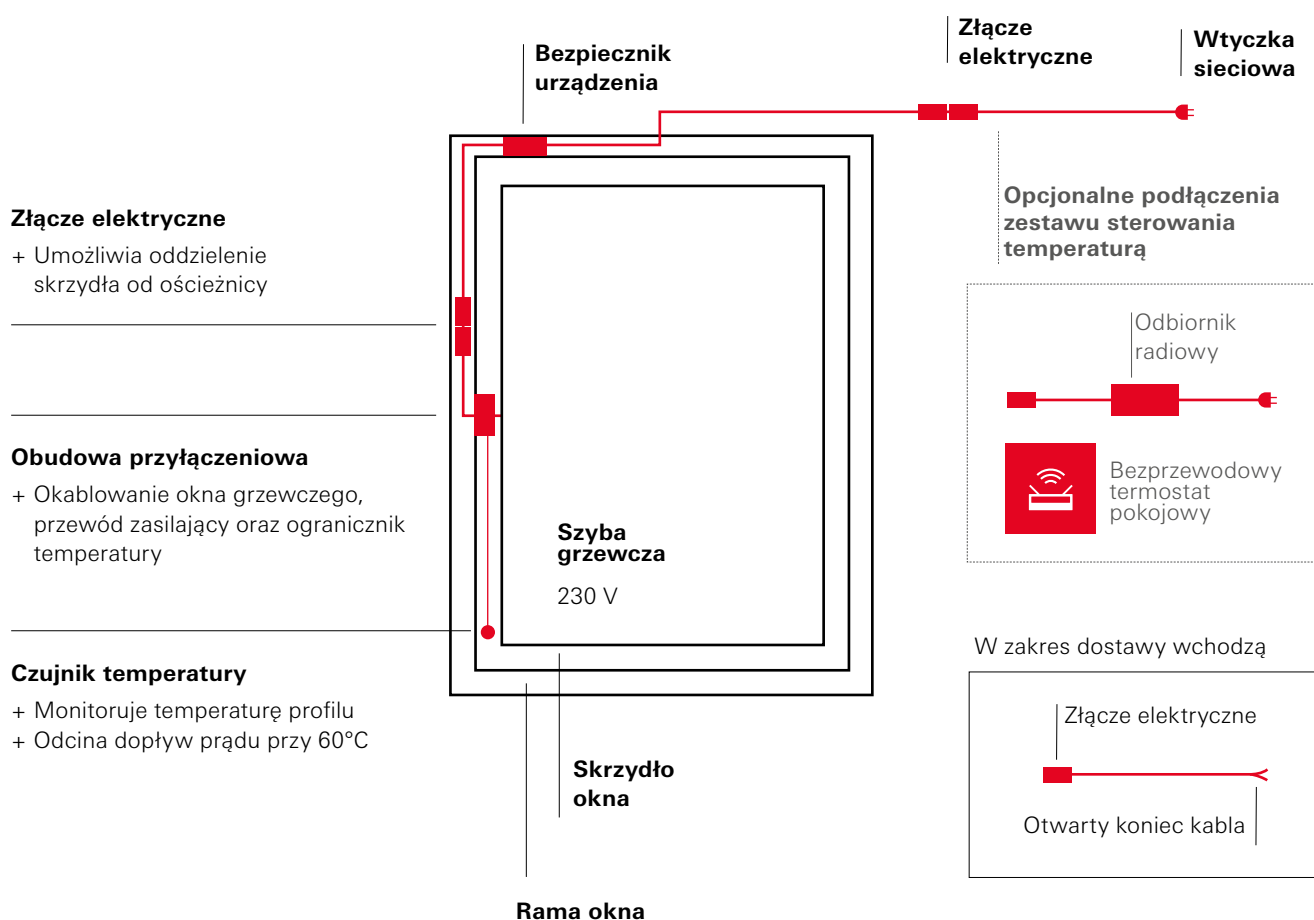 Bezpiecznik
urządzenia
Złącze
elektryczne
Wtyczka
sieciowa
Złącze elektryczne
+ Umożliwia oddzielenie
skrzydła od ościeżnicy
Opcjonalne podłączenia
zestawu sterowania
temperaturą
Odbiornik
radiowy
Bezprzewodowy
termostat
pokojowy
Obudowa przyłączeniowa
+ Okablowanie okna grzewczego,
przewód zasilający oraz ogranicznik
temperatury
Szyba
grzewcza
230 V
Czujnik temperatury
+ Monitoruje temperaturę profilu
+ Odcina dopływ prądu przy 60°C
W zakres dostawy wchodzą
Złącze elektryczne
Otwarty koniec kabla
Skrzydło
okna
Rama okna